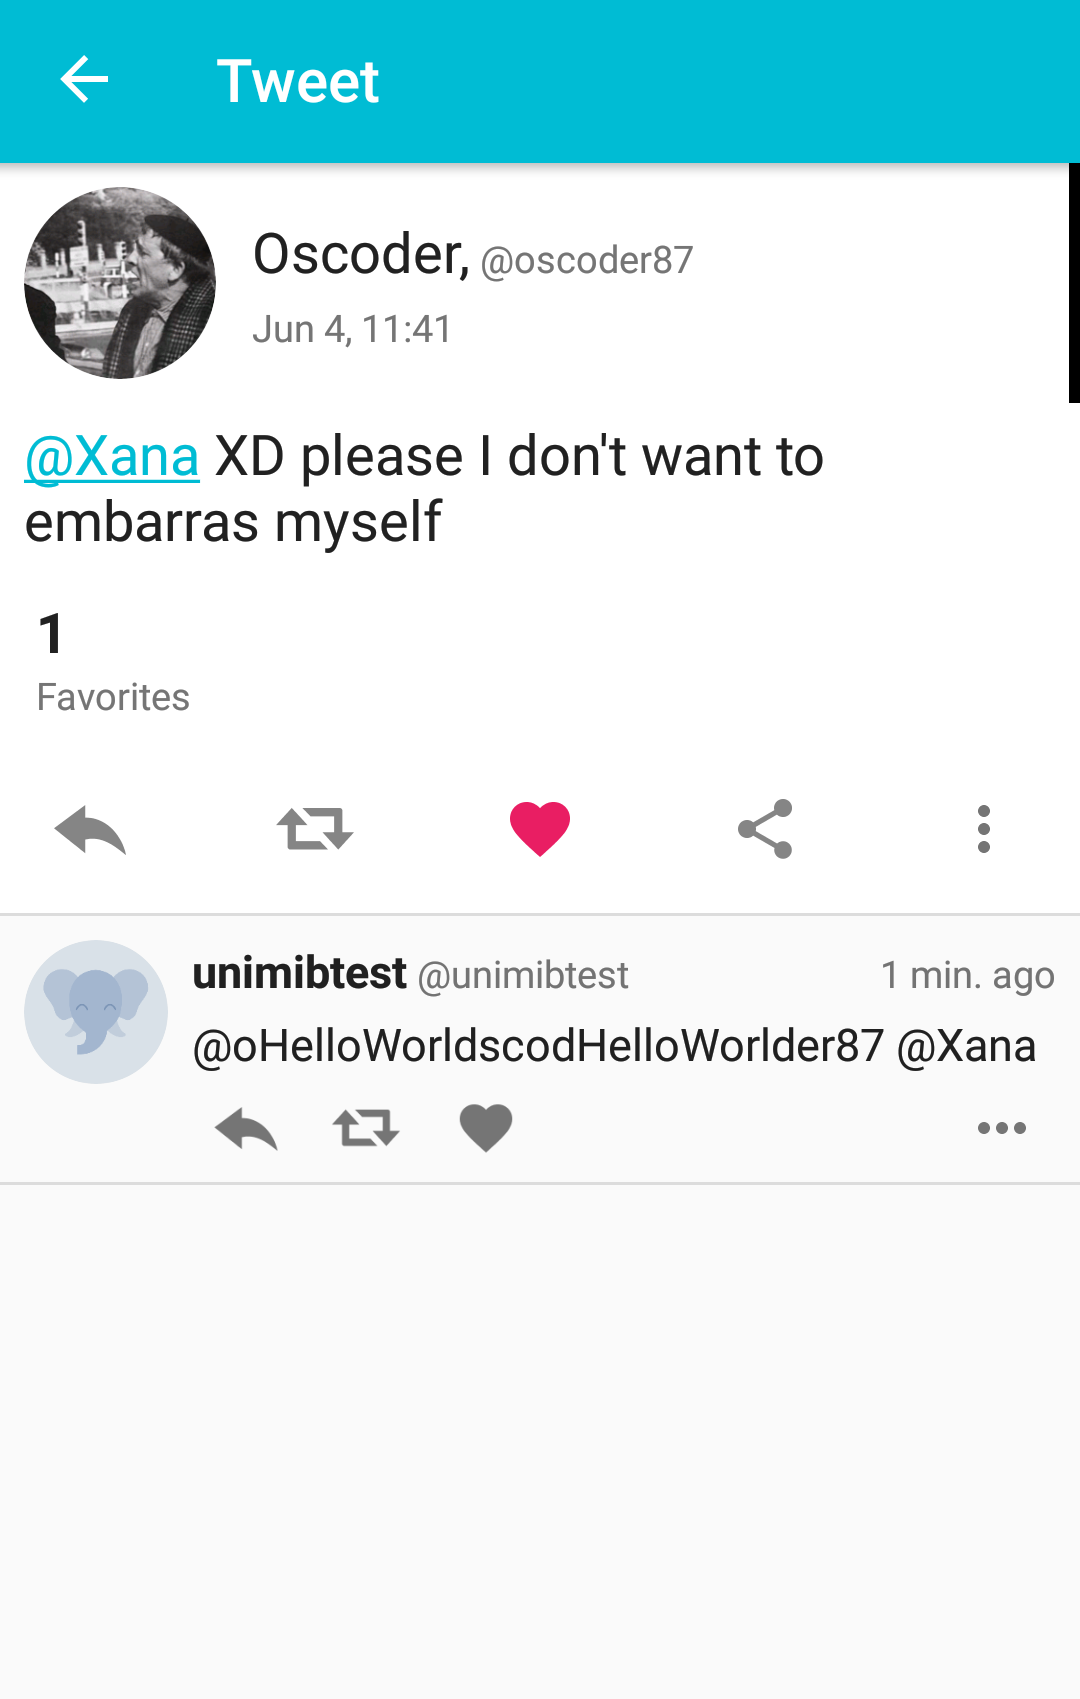 Tweet
Oscoder, @oscoder87
Jun 4, 11:41
@Xana XD please I don't want to
embarras myself
1
Favorites
unimibtest @unimibtest 1 min. ago
@oHelloWorldscodHelloWorlder87 @Xana